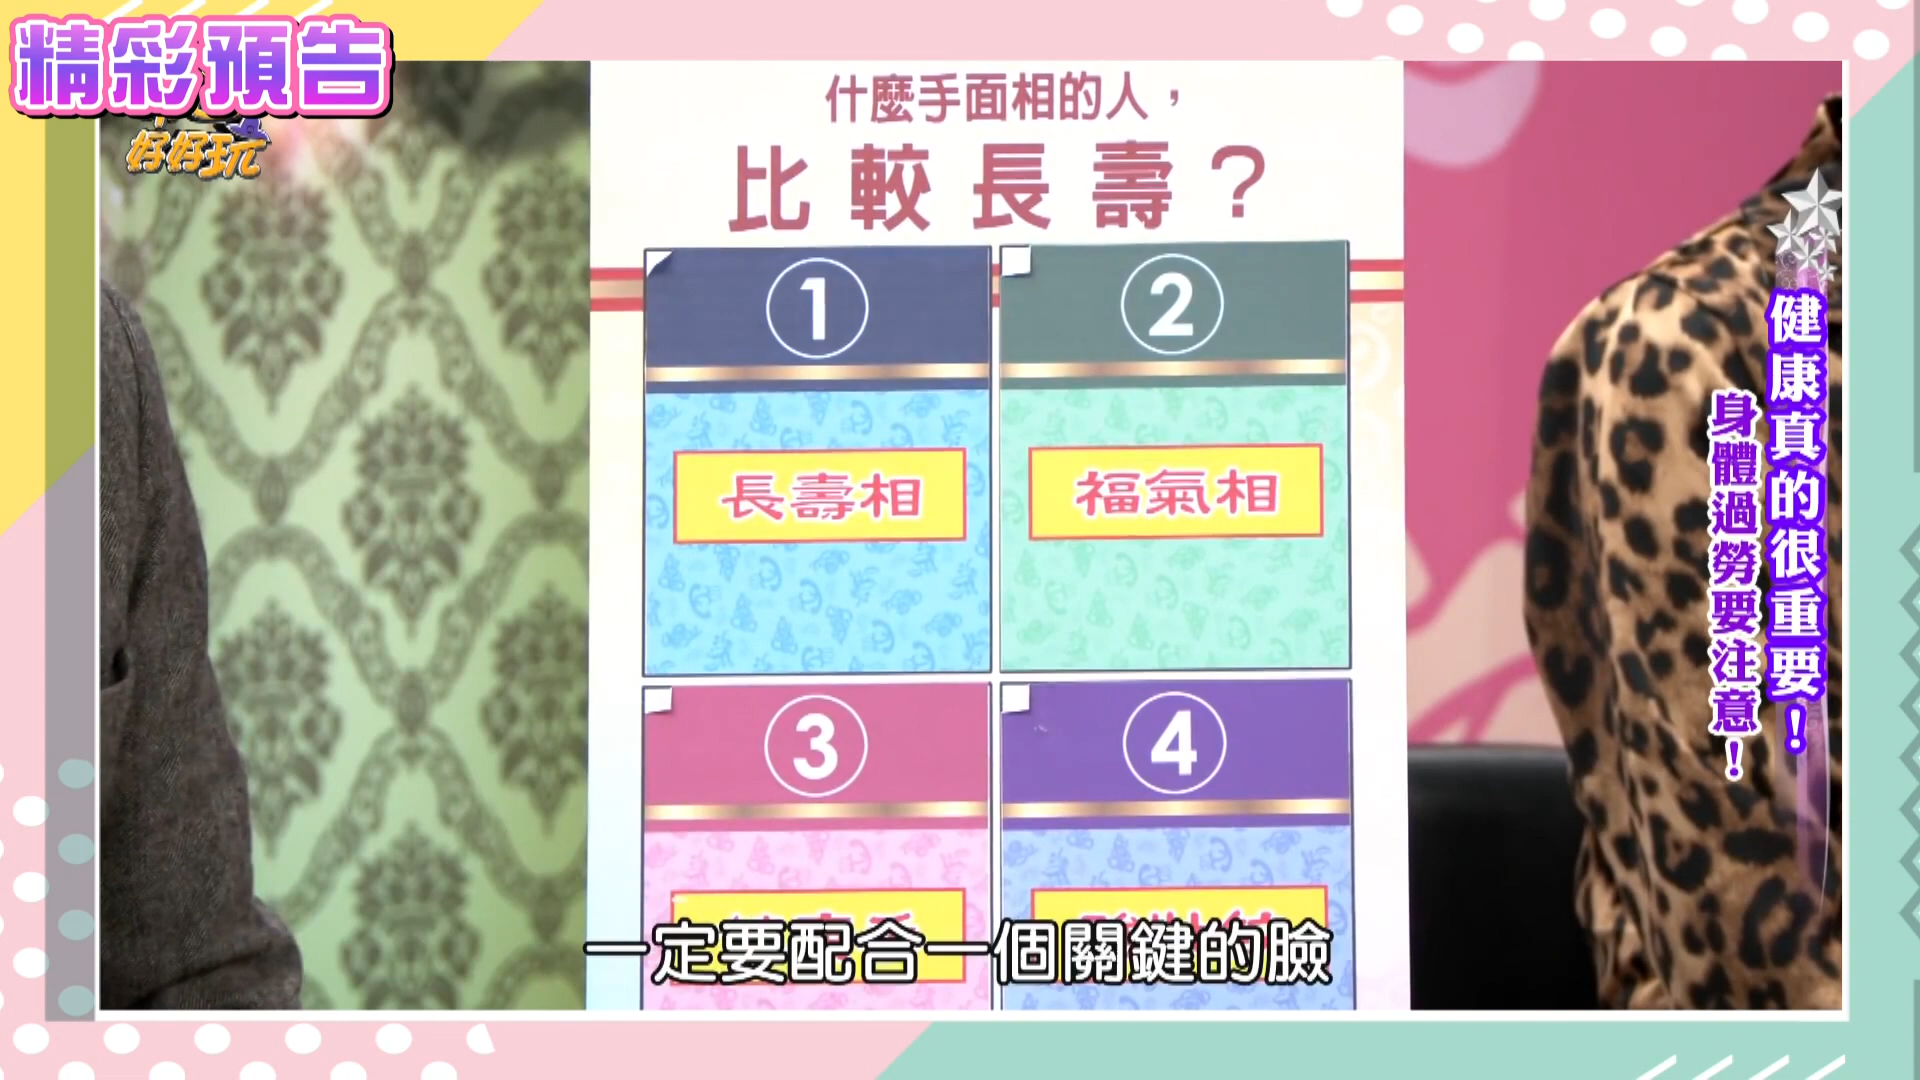 精彩預告
好好玩
什麼手面相的人，
比較長壽？
1
2
長壽相
福氣相
3
4
健康真的很重要！
身體過勞要注意！
一定要配合一個關鍵的臉